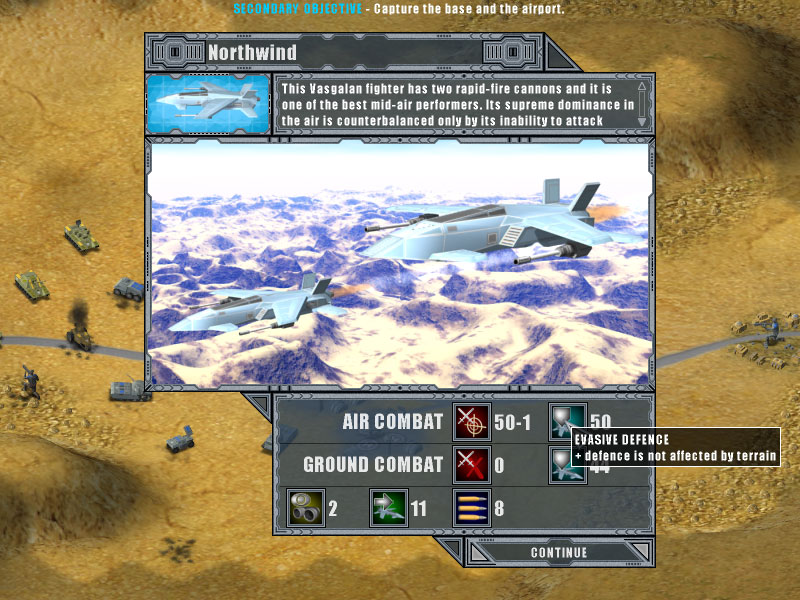 SECONDARY OBJECTIVE - Capture the base and the airport.
Northwind
This Vasgalan fighter has two rapid-fire cannons and it is
one of the best mid-air performers. Its supreme dominance in
the air is counterbalanced only by its inability to attack
AIR COMBAT 50-1 50
EVASIVE DEFENCE
+ defence is not affected by terrain
GROUND COMBAT 0 44
2 11 8
CONTINUE